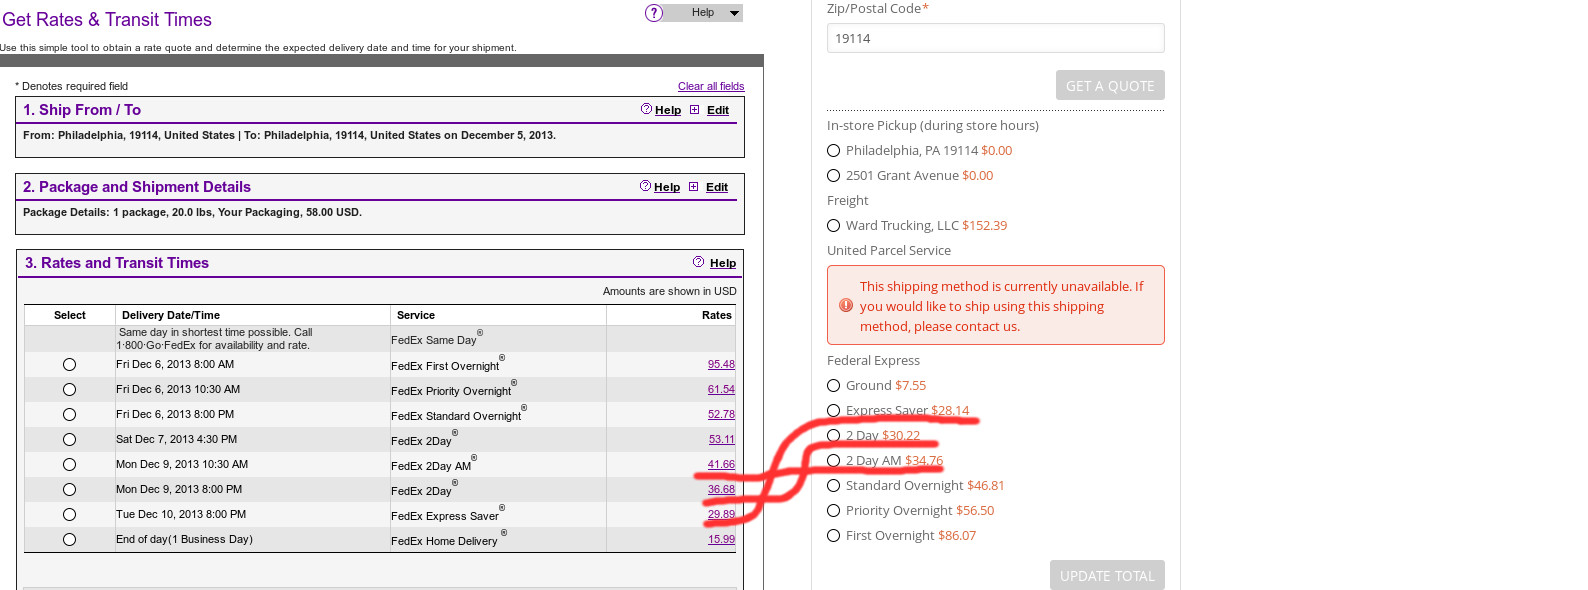 Get Rates & Transit Times
Help
Use this simple tool to obtain a rate quote and determine the expected delivery date and time for your shipment.
* Denotes required field
Clear all fields
1. Ship From / To
Help Edit
From: Philadelphia, 19114, United States | To: Philadelphia, 19114, United States on December 5, 2013.
2. Package and Shipment Details
Help Edit
Package Details: 1 package, 20.0 lbs, Your Packaging, 58.00 USD.
3. Rates and Transit Times
Help
Amounts are shown in USD
Select Delivery Date/Time Service Rates
Same day in shortest time possible. Call
1·800·Go·FedEx for availability and rate.
FedEx Same Day®
Fri Dec 6, 2013 8:00 AM FedEx First Overnight® 95.48
Fri Dec 6, 2013 10:30 AM FedEx Priority Overnight® 61.54
Fri Dec 6, 2013 8:00 PM FedEx Standard Overnight® 52.78
Sat Dec 7, 2013 4:30 PM FedEx 2Day® 53.11
Mon Dec 9, 2013 10:30 AM FedEx 2Day AM® 41.66
Mon Dec 9, 2013 8:00 PM FedEx 2Day® 36.68
Tue Dec 10, 2013 8:00 PM FedEx Express Saver® 29.89
End of day(1 Business Day) FedEx Home Delivery® 15.99
Zip/Postal Code*
19114
GET A QUOTE
In-store Pickup (during store hours)
Philadelphia, PA 19114 $0.00
2501 Grant Avenue $0.00
Freight
Ward Trucking, LLC $152.39
United Parcel Service
This shipping method is currently unavailable. If
you would like to ship using this shipping
method, please contact us.
Federal Express
Ground $7.55
Express Saver $28.14
2 Day $30.22
2 Day AM $34.76
Standard Overnight $46.81
Priority Overnight $56.50
First Overnight $86.07
UPDATE TOTAL